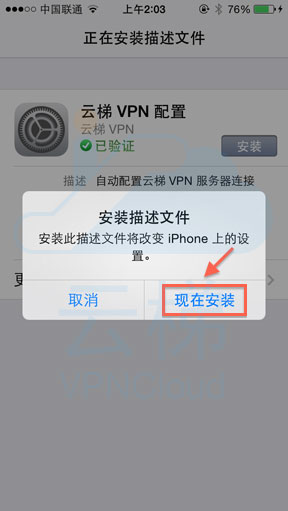 中国联通
上午2:03
76%
正在安装描述文件
云梯 VPN 配置
云梯 VPN
已验证
安装
描述 自动配置云梯 VPN 服务器连接
安装描述文件
安装此描述文件将改变 iPhone 上的设
置。
更
取消
现在安装
云梯
VPNCloud